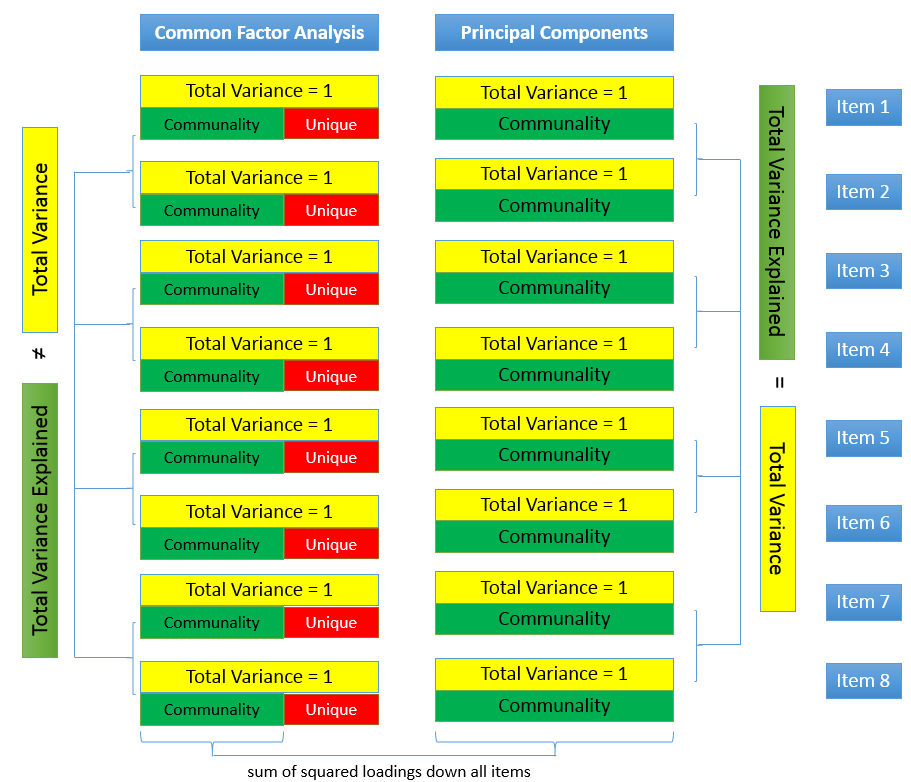 Common Factor Analysis
Principal Components
Total Variance = 1
Communality
Unique
Total Variance = 1
Communality
Item 1
Total Variance = 1
Communality
Unique
Total Variance = 1
Communality
Item 2
Total Variance = 1
Communality
Unique
Total Variance = 1
Communality
Item 3
Total Variance = 1
Communality
Unique
Total Variance = 1
Communality
Item 4
Total Variance = 1
Communality
Unique
Total Variance = 1
Communality
Item 5
Total Variance = 1
Communality
Unique
Total Variance = 1
Communality
Item 6
Total Variance = 1
Communality
Unique
Total Variance = 1
Communality
Item 7
Total Variance = 1
Communality
Unique
Total Variance = 1
Communality
Item 8
Total Variance
≠
Total Variance Explained
Total Variance Explained
=
Total Variance
sum of squared loadings down all items